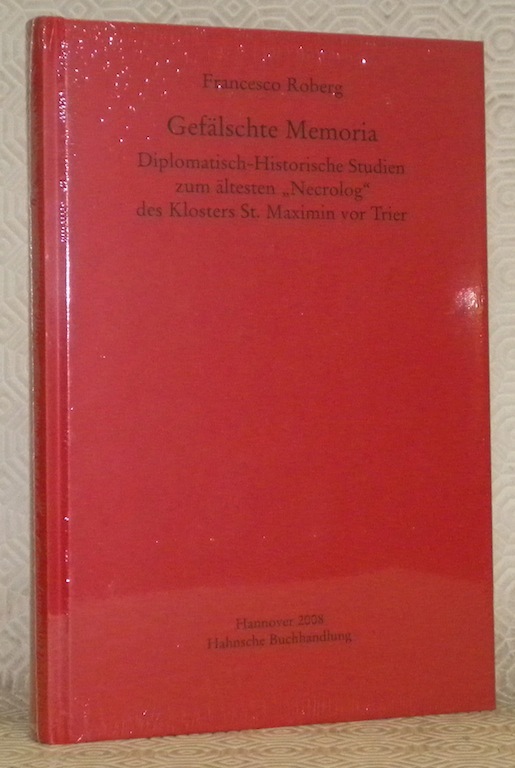 Francesco Roberg
Gefälschte Memoria
Diplomatisch-Historische Studien
zum ältesten „Necrolog“
des Klosters St. Maximin vor Trier
Hannover 2008
Hahnsche Buchhandlung